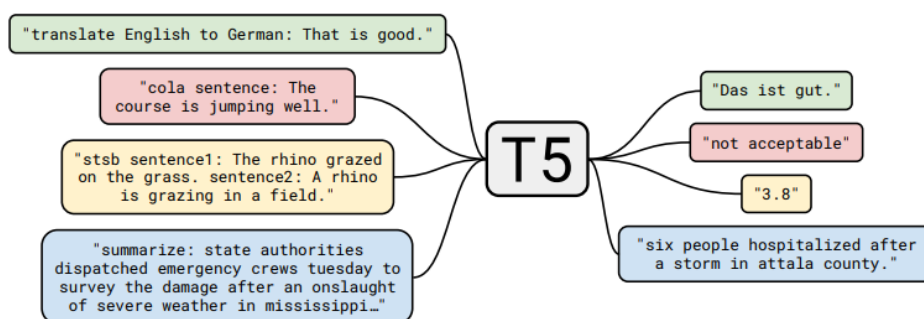 "translate English to German: That is good."
"cola sentence: The
course is jumping well."
"stsb sentence1: The rhino grazed
on the grass. sentence2: A rhino
is grazing in a field."
"summarize: state authorities
dispatched emergency crews tuesday to
survey the damage after an onslaught
of severe weather in mississippi…"
T5
"Das ist gut."
"not acceptable"
"3.8"
"six people hospitalized after
a storm in attala county."